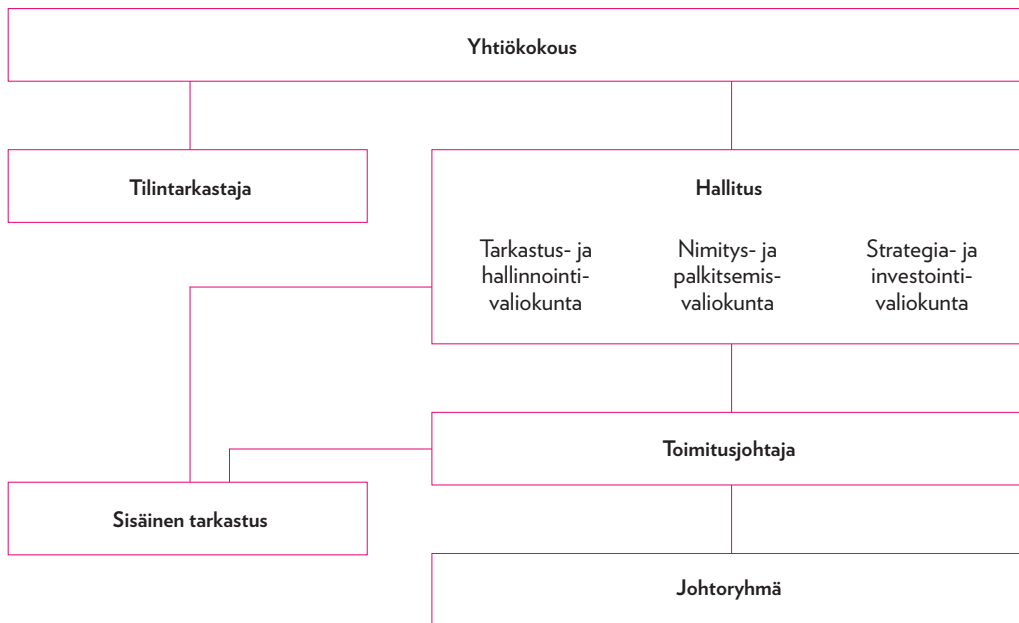 Yhtiökokous
Tilintarkastaja
Hallitus
Tarkastus- ja
hallinnointi-
valiokunta
Nimitys- ja
palkitsemis-
valiokunta
Strategia- ja
investointi-
valiokunta
Toimitusjohtaja
Sisäinen tarkastus
Johtoryhmä